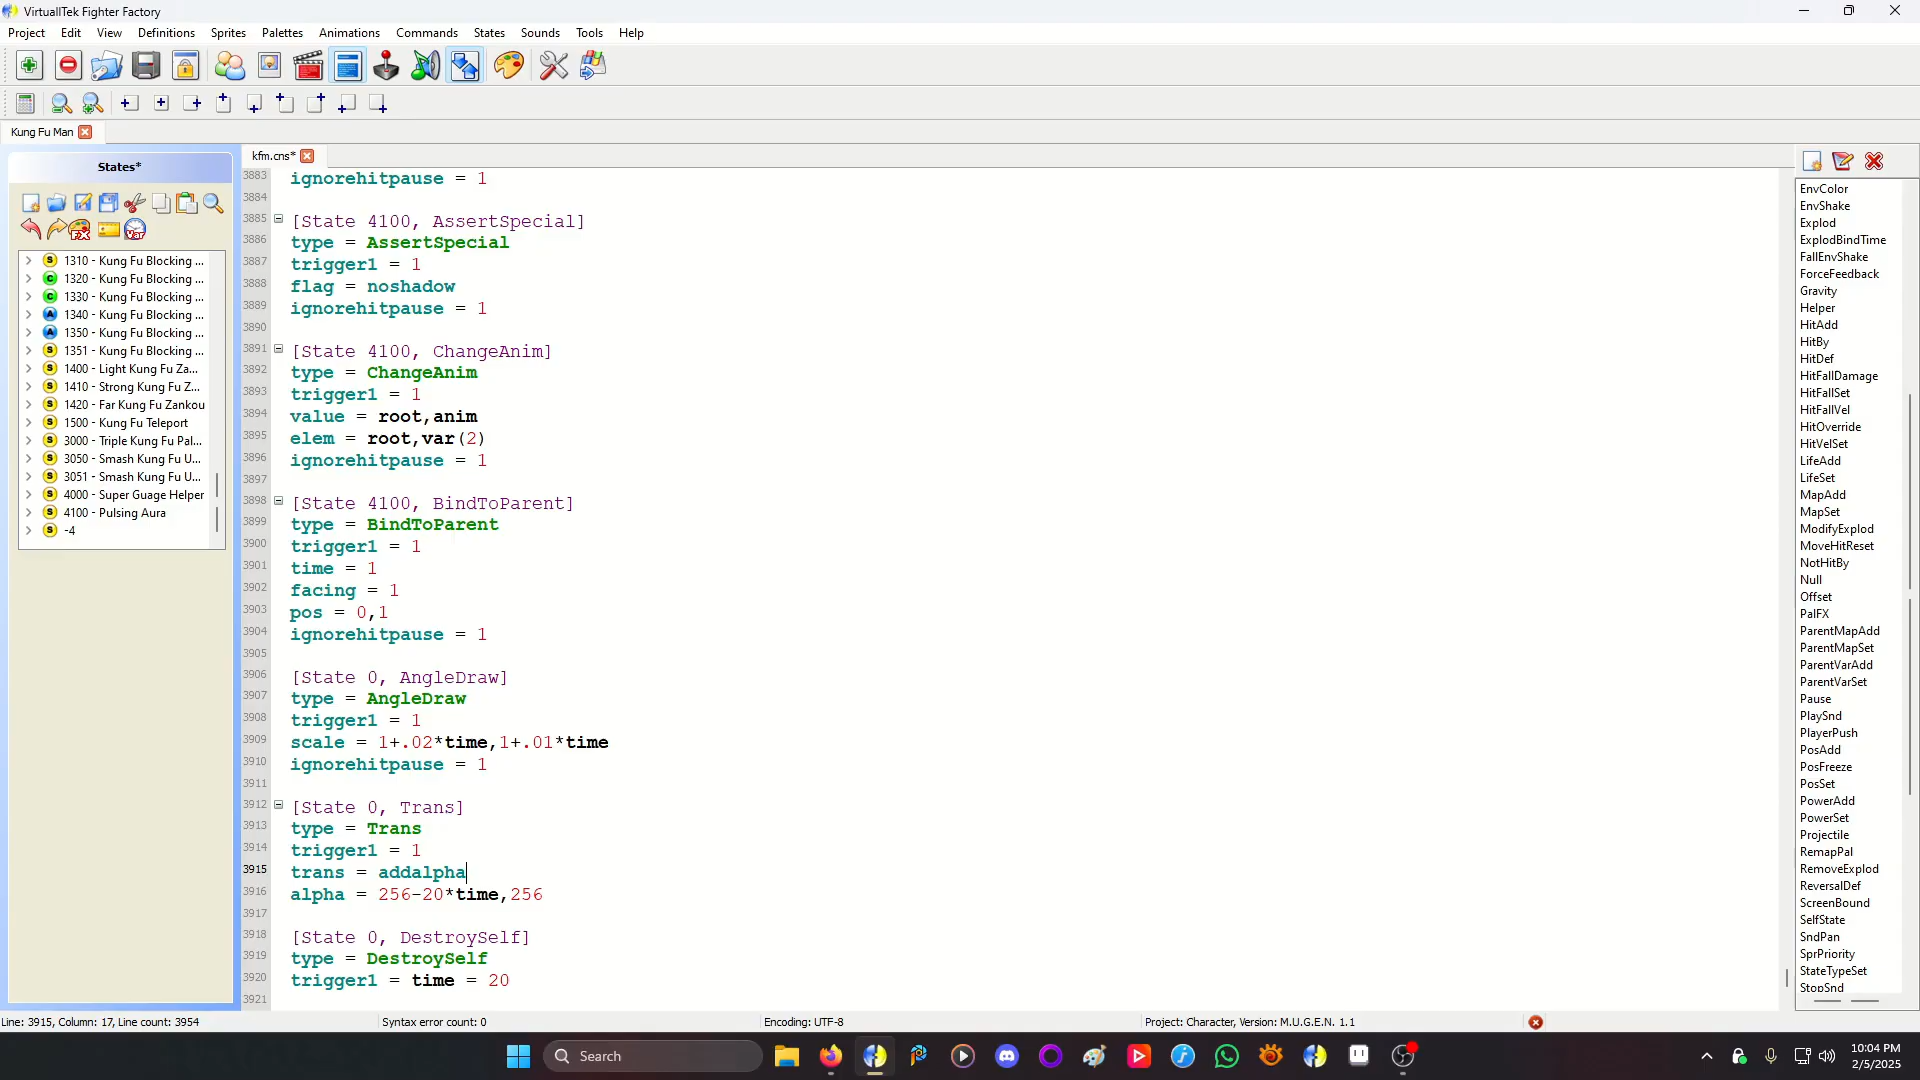 VirtuallTek Fighter Factory
Project Edit View Definitions Sprites Palettes Animations Commands States Sounds Tools Help
Kung Fu Man
States*
kfm.cns*
1310 - Kung Fu Blocking ...
1320 - Kung Fu Blocking ...
1330 - Kung Fu Blocking ...
1340 - Kung Fu Blocking ...
1350 - Kung Fu Blocking ...
1351 - Kung Fu Blocking ...
1400 - Light Kung Fu Za...
1410 - Strong Kung Fu Z...
1420 - Far Kung Fu Zankou
1500 - Kung Fu Teleport
3000 - Triple Kung Fu Pal...
3050 - Smash Kung Fu U...
3051 - Smash Kung Fu U...
4000 - Super Guage Helper
4100 - Pulsing Aura
-4
3883 ignorehitpause = 1
3884
3885 [State 4100, AssertSpecial]
3886 type = AssertSpecial
3887 trigger1 = 1
3888 flag = noshadow
3889 ignorehitpause = 1
3890
3891 [State 4100, ChangeAnim]
3892 type = ChangeAnim
3893 trigger1 = 1
3894 value = root,anim
3895 elem = root,var(2)
3896 ignorehitpause = 1
3897
3898 [State 4100, BindToParent]
3899 type = BindToParent
3900 trigger1 = 1
3901 time = 1
3902 facing = 1
3903 pos = 0,1
3904 ignorehitpause = 1
3905
3906 [State 0, AngleDraw]
3907 type = AngleDraw
3908 trigger1 = 1
3909 scale = 1+.02*time,1+.01*time
3910 ignorehitpause = 1
3911
3912 [State 0, Trans]
3913 type = Trans
3914 trigger1 = 1
3915 trans = addalpha
3916 alpha = 256-20*time,256
3917
3918 [State 0, DestroySelf]
3919 type = DestroySelf
3920 trigger1 = time = 20
3921
EnvColor
EnvShake
Explod
ExplodBindTime
FallEnvShake
ForceFeedback
Gravity
Helper
HitAdd
HitBy
HitDef
HitFallDamage
HitFallSet
HitFallVel
HitOverride
HitVelSet
LifeAdd
LifeSet
MapAdd
MapSet
ModifyExplod
MoveHitReset
NotHitBy
Null
Offset
PalFX
ParentMapAdd
ParentMapSet
ParentVarAdd
ParentVarSet
Pause
PlaySnd
PlayerPush
PosAdd
PosFreeze
PosSet
PowerAdd
PowerSet
Projectile
RemapPal
RemoveExplod
ReversalDef
ScreenBound
SelfState
SndPan
SprPriority
StateTypeSet
StopSnd
Line: 3915, Column: 17, Line count: 3954
Syntax error count: 0
Encoding: UTF-8
Project: Character, Version: M.U.G.E.N. 1.1
Search
10:04 PM
2/5/2025